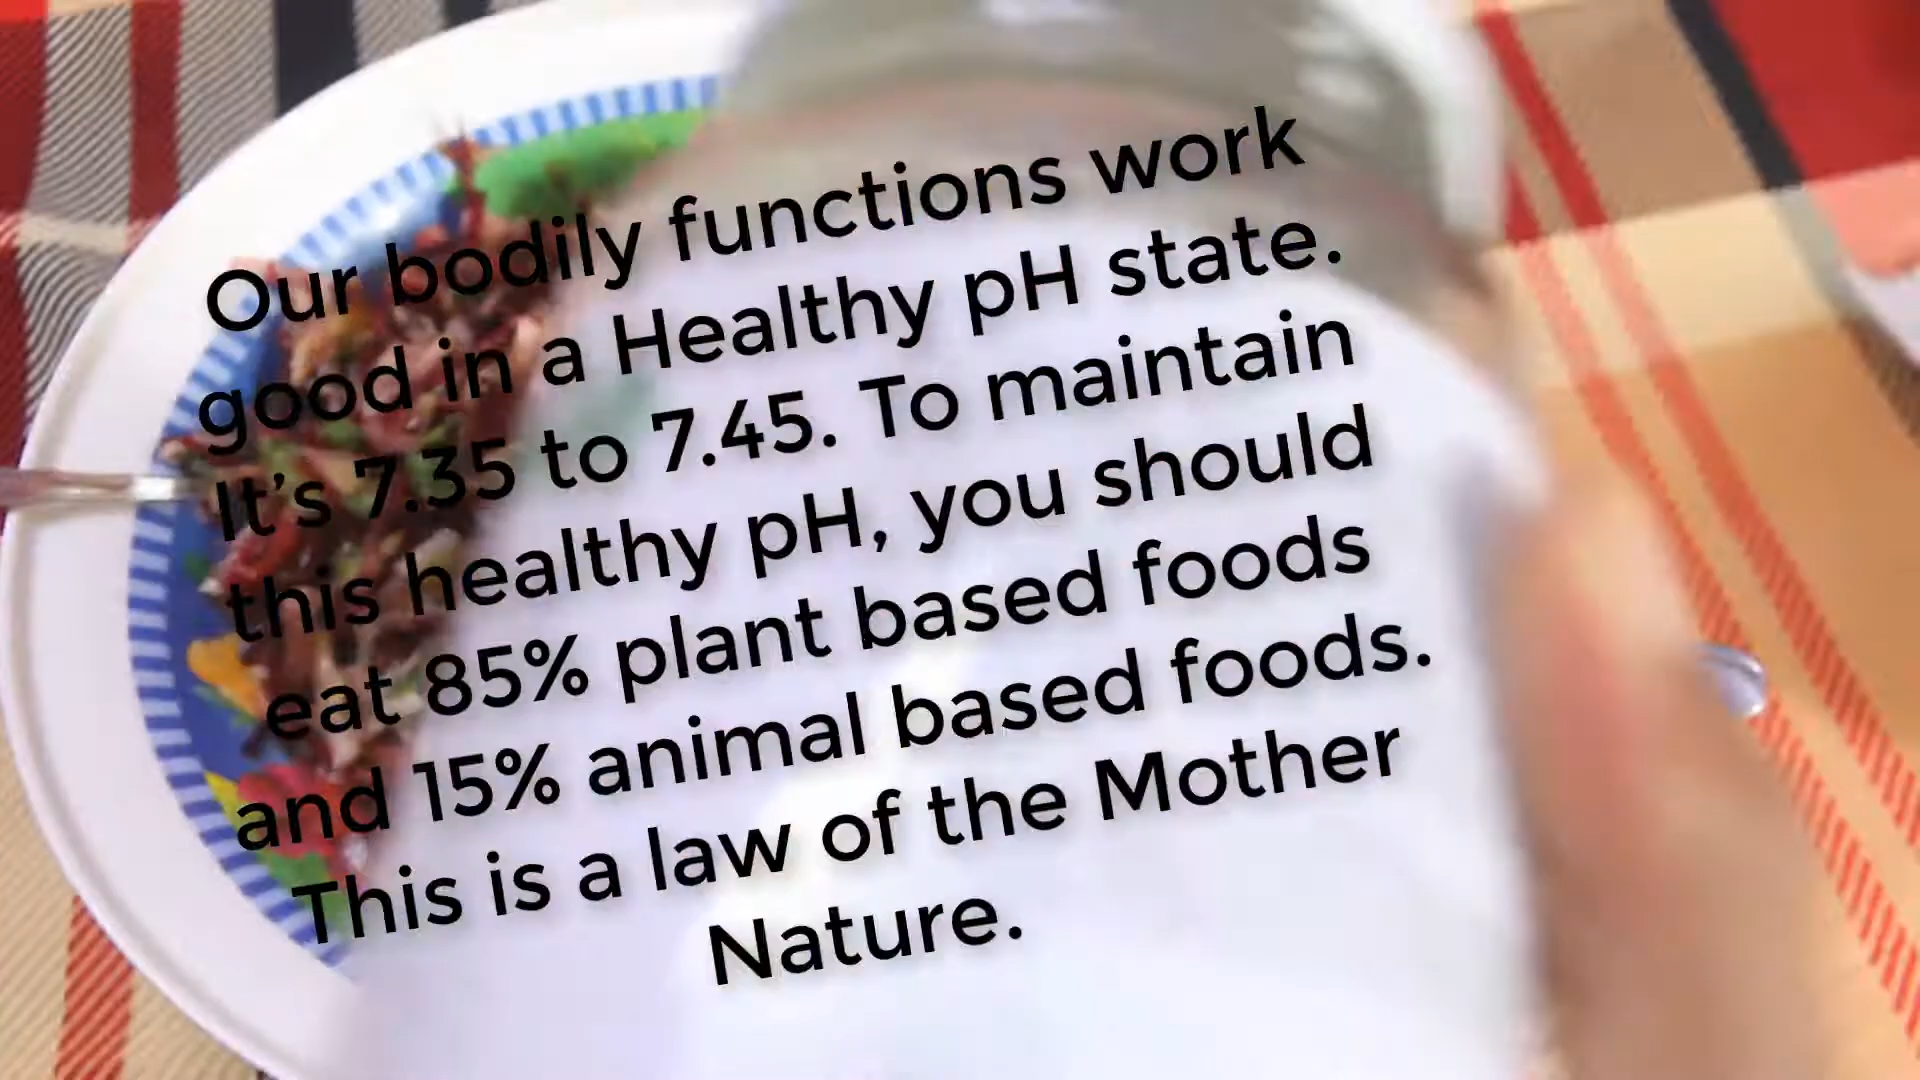 Our bodily functions work
good in a Healthy pH state.
It's 7.35 to 7.45. To maintain
this healthy pH, you should
eat 85% plant based foods
and 15% animal based foods.
This is a law of the Mother
Nature.